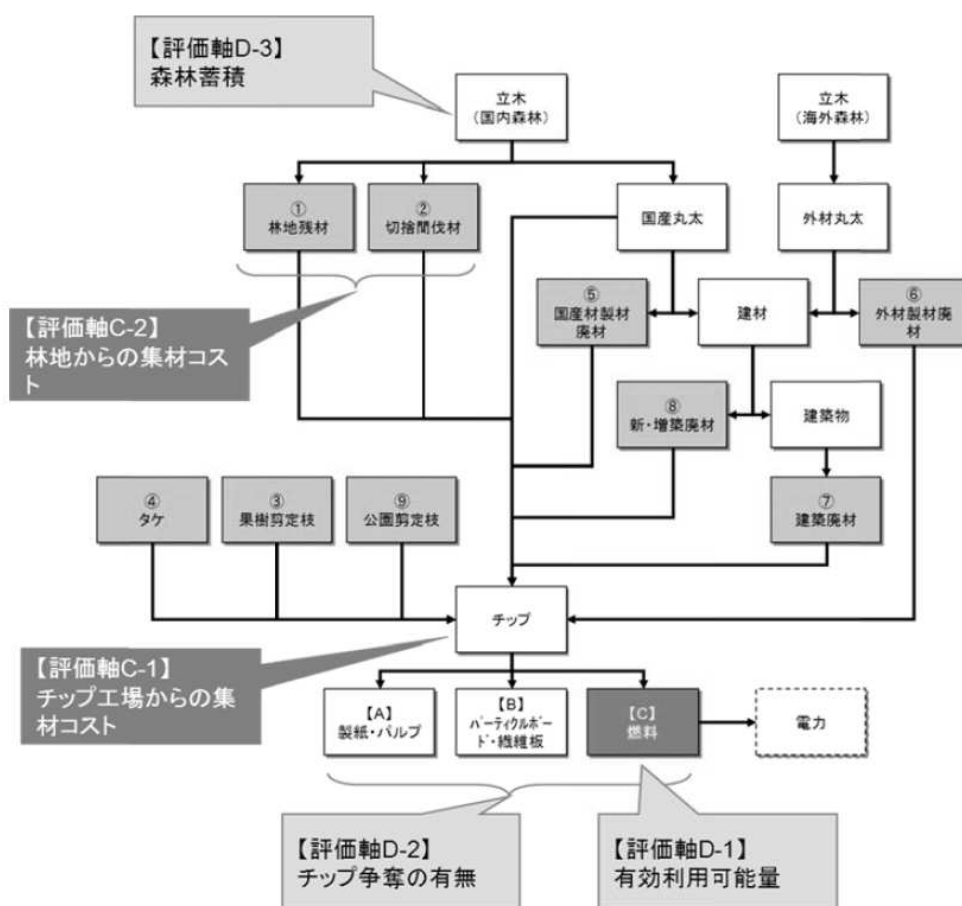 【評価軸D-3】
森林蓄積
立木
(国内森林)
立木
(海外森林)
①
林地残材
②
切捨間伐材
国産丸太
外材丸太
⑤
国産材製材
廃材
建材
⑥
外材製材廃
材
【評価軸C-2】
林地からの集材コス
ト
⑧
新・増築廃材
建築物
④
タケ
③
果樹剪定枝
⑨
公園剪定枝
⑦
建築廃材
チップ
【評価軸C-1】
チップ工場からの集
材コスト
【A】
製紙・パルプ
【B】
パーティクルボー
ド・繊維板
【C】
燃料
電力
【評価軸D-2】
チップ争奪の有無
【評価軸D-1】
有効利用可能量